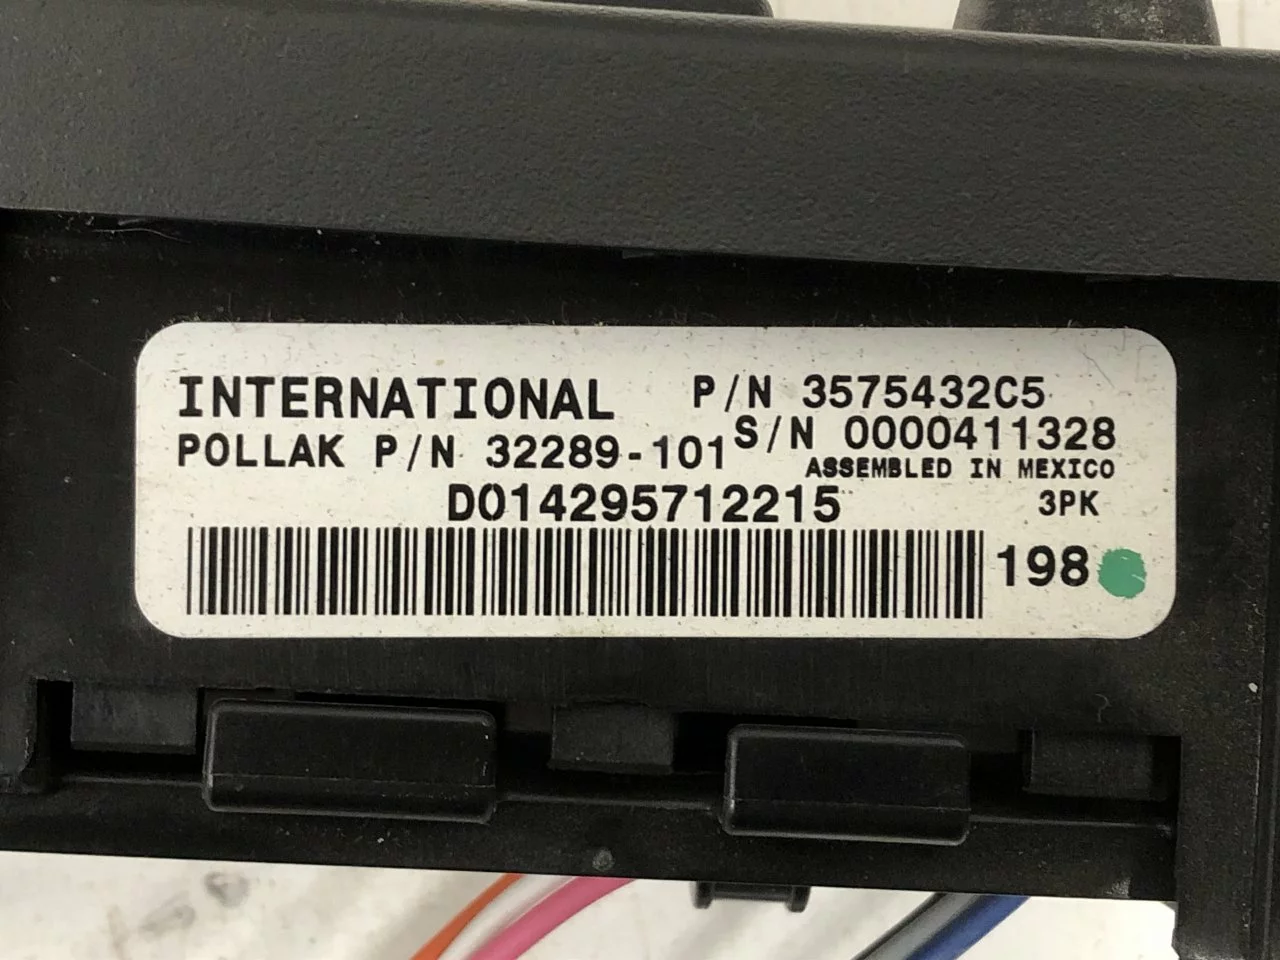 INTERNATIONAL P/N 3575432C5
POLLAK P/N 32289-101 S/N 0000411328
ASSEMBLED IN MEXICO
D014295712215 3PK
198